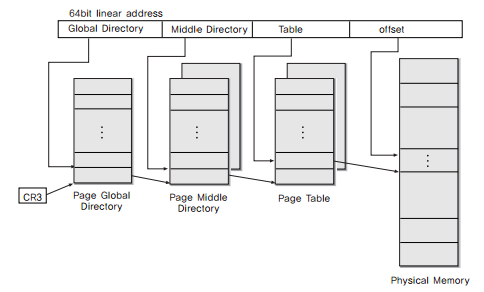 64bit linear address
Global Directory Middle Directory Table offset
CR3
Page Global
Directory
Page Middle
Directory
Page Table
Physical Memory